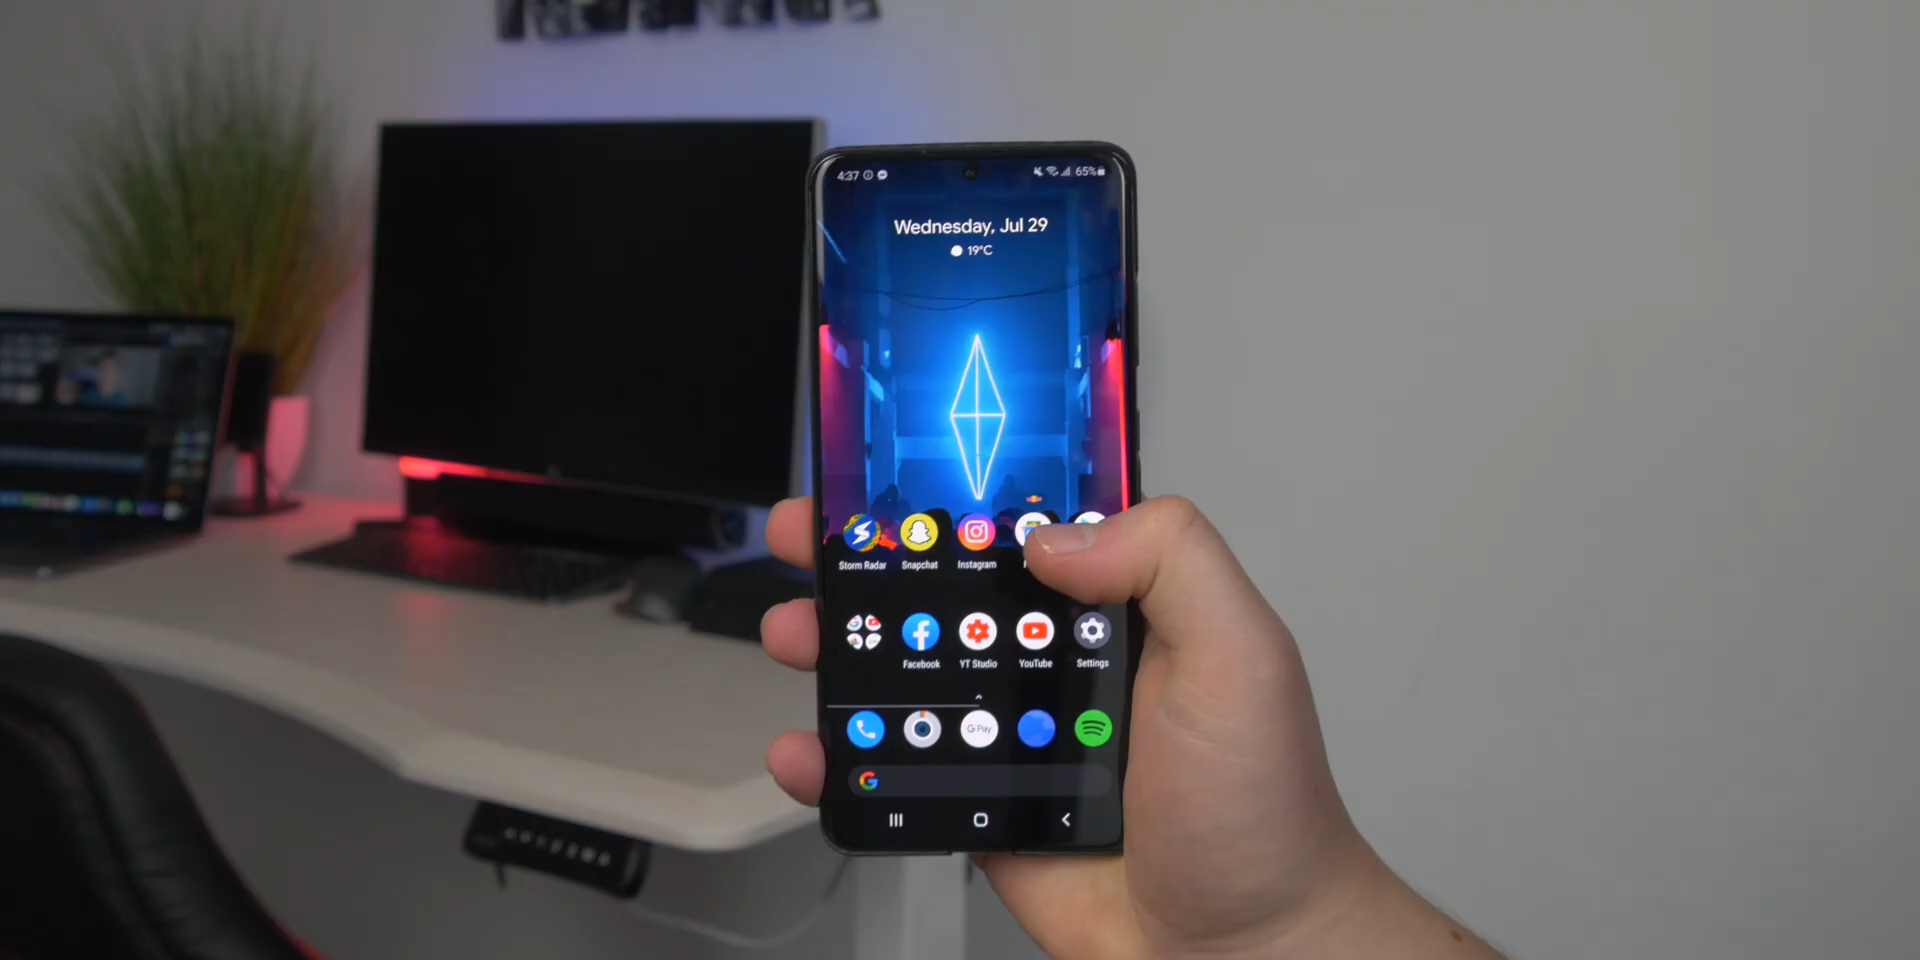 4:37 65%
Wednesday, Jul 29
19°C
Storm Radar Snapchat Instagram
Facebook YT Studio YouTube Settings
G Pay